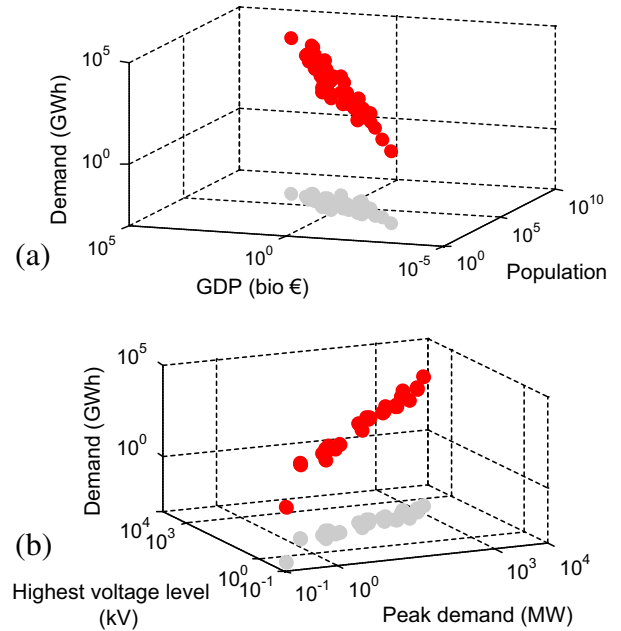 10^5
10^0
Demand (GWh)
10^5
10^0
10^-5
GDP (bio €)
10^0
10^5
10^10
Population
(a)
10^5
10^0
Demand (GWh)
10^4
10^3
10^0
10^-1
Highest voltage level
(kV)
10^-1
10^0
10^3
10^4
Peak demand (MW)
(b)